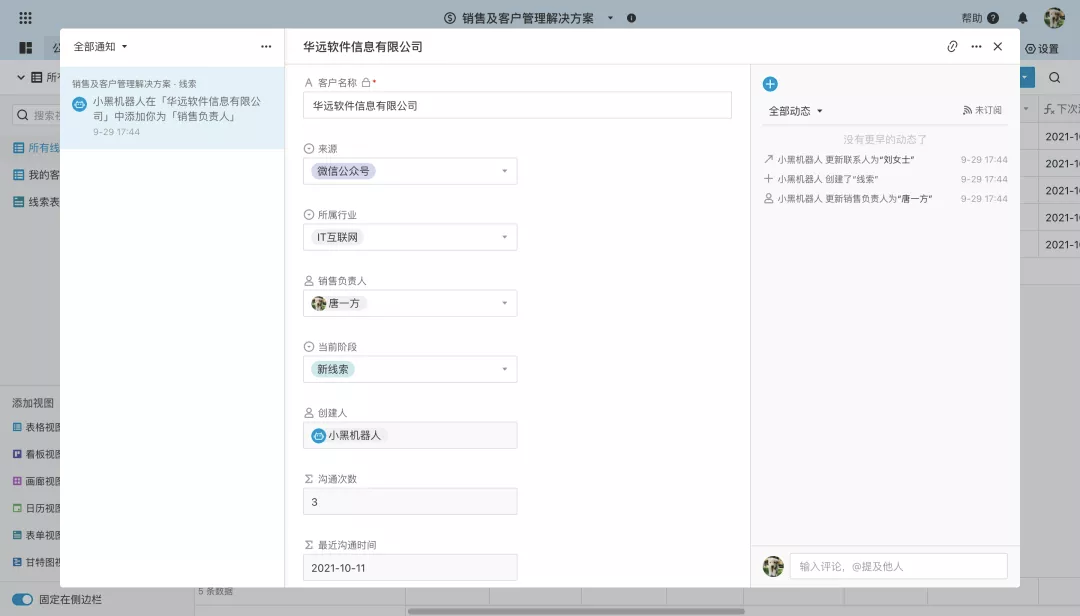 销售及客户管理解决方案
帮助
设置
全部通知
销售及客户管理解决方案 - 线索
小黑机器人在「华远软件信息有限公
司」中添加你为「销售负责人」
9-29 17:44
华远软件信息有限公司
客户名称
*
华远软件信息有限公司
来源
微信公众号
所属行业
IT互联网
销售负责人
唐一方
当前阶段
新线索
创建人
小黑机器人
沟通次数
3
最近沟通时间
2021-10-11
全部动态
未订阅
没有更早的动态了
小黑机器人 更新联系人为"刘女士"
9-29 17:44
小黑机器人 创建了"线索"
9-29 17:44
小黑机器人 更新销售负责人为"唐一方"
9-29 17:44
输入评论，@提及他人
搜索
所有线
我的客
线索表
添加视图
表格视图
看板视图
画廊视图
日历视图
表单视图
甘特图
固定在侧边栏
5 条数据
下次
2021-1
2021-1
2021-1
2021-1
2021-1